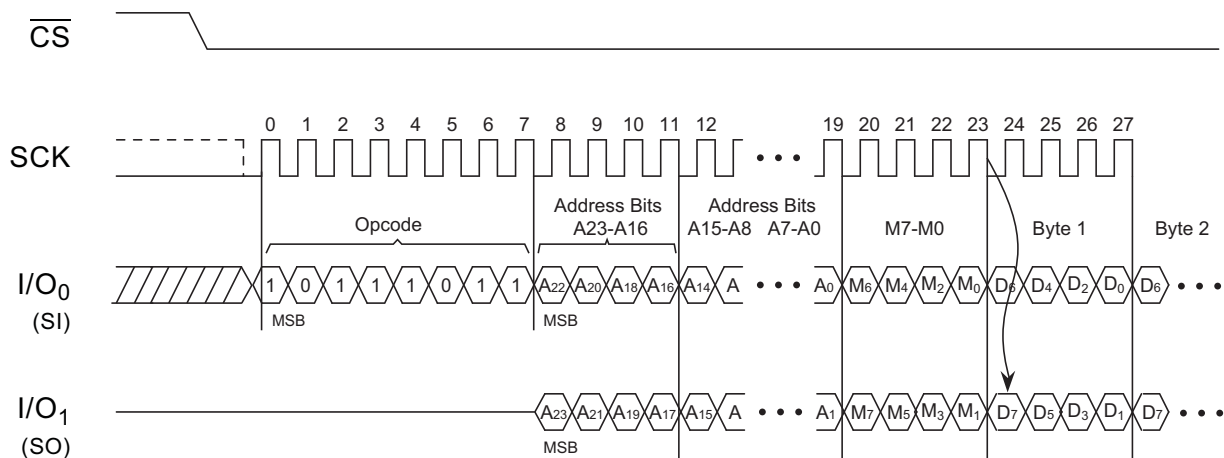 CS
0 1 2 3 4 5 6 7 8 9 10 11 12 19 20 21 22 23 24 25 26 27
SCK
• • •
Opcode
Address Bits
A23-A16
Address Bits
A15-A8 A7-A0
M7-M0
Byte 1
Byte 2
I/O0
(SI)
1 0 1 1 1 0 1 1 A22 A20 A18 A16 A14 A • • • A0 M6 M4 M2 M0 D6 D4 D2 D0 D6 • • •
MSB MSB
I/O1
(SO)
A23 A21 A19 A17 A15 A • • • A1 M7 M5 M3 M1 D7 D5 D3 D1 D7 • • •
MSB